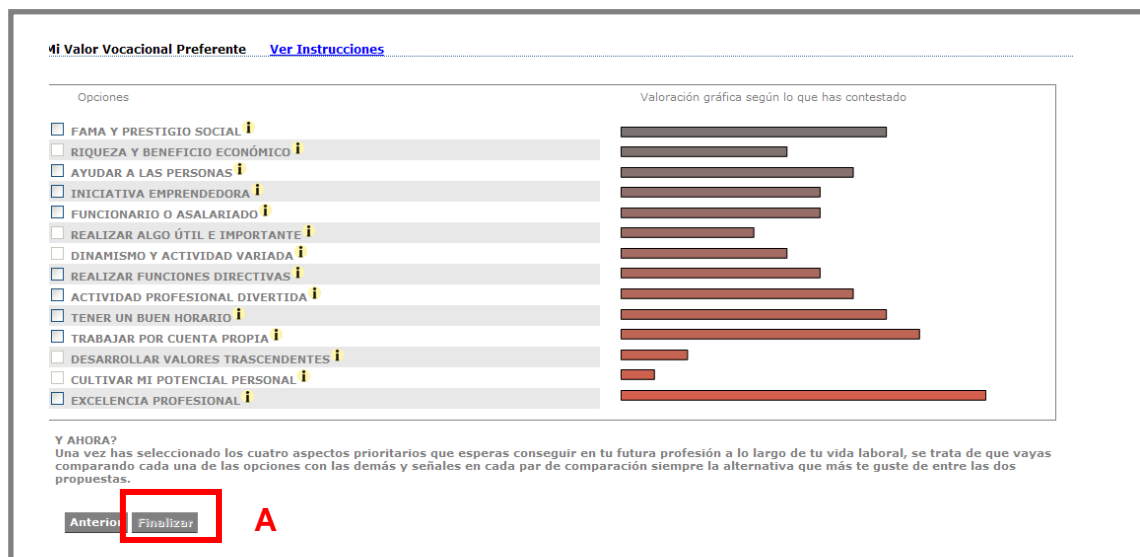 Mi Valor Vocacional Preferente Ver Instrucciones
Opciones Valoración gráfica según lo que has contestado
FAMA Y PRESTIGIO SOCIAL i
RIQUEZA Y BENEFICIO ECONÓMICO i
AYUDAR A LAS PERSONAS i
INICIATIVA EMPRENDEDORA i
FUNCIONARIO O ASALARIADO i
REALIZAR ALGO ÚTIL E IMPORTANTE i
DINAMISMO Y ACTIVIDAD VARIADA i
REALIZAR FUNCIONES DIRECTIVAS i
ACTIVIDAD PROFESIONAL DIVERTIDA i
TENER UN BUEN HORARIO i
TRABAJAR POR CUENTA PROPIA i
DESARROLLAR VALORES TRASCENDENTES i
CULTIVAR MI POTENCIAL PERSONAL i
EXCELENCIA PROFESIONAL i
Y AHORA?
Una vez has seleccionado los cuatro aspectos prioritarios que esperas conseguir en tu futura profesión a lo largo de tu vida laboral, se trata de que vayas
comparando cada una de las opciones con las demás y señales en cada par de comparación siempre la alternativa que más te guste de entre las dos
propuestas.
Anterior Finalizar A